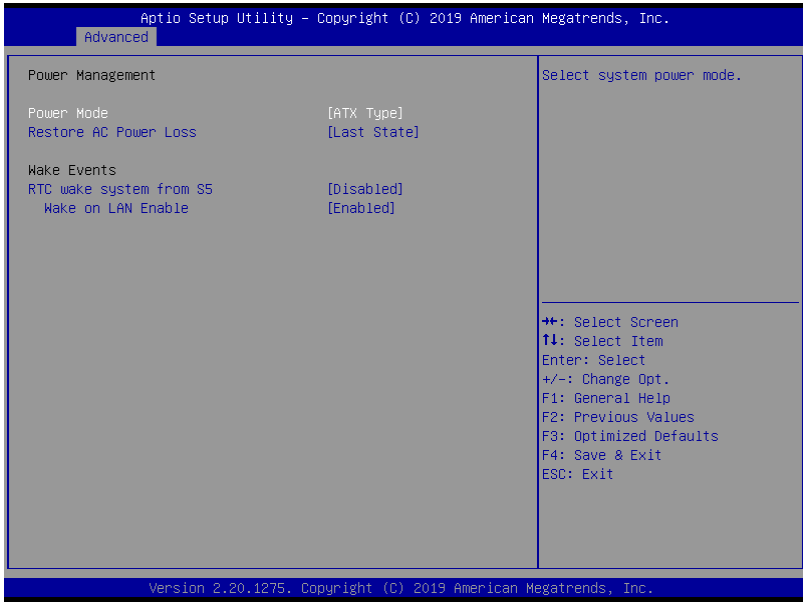 Aptio Setup Utility – Copyright (C) 2019 American Megatrends, Inc.
Advanced
Power Management
Power Mode [ATX Type]
Restore AC Power Loss [Last State]
Wake Events
RTC wake system from S5 [Disabled]
Wake on LAN Enable [Enabled]
Select system power mode.
→←: Select Screen
↑↓: Select Item
Enter: Select
+/-: Change Opt.
F1: General Help
F2: Previous Values
F3: Optimized Defaults
F4: Save & Exit
ESC: Exit
Version 2.20.1275. Copyright (C) 2019 American Megatrends, Inc.